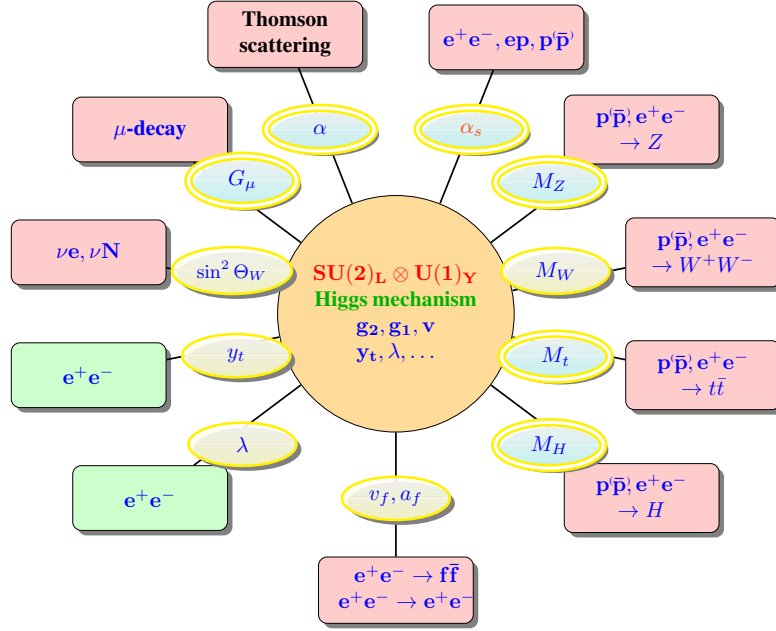 Thomson
scattering
e⁺e⁻, ep, p⁽p̄⁾
α
α_s
μ-decay
p⁽p̄⁾, e⁺e⁻
→ Z
G_μ
M_Z
νe, νN
sin² Θ_W
SU(2)_L ⊗ U(1)_Y
Higgs mechanism
g₂, g₁, v
y_t, λ, …
M_W
p⁽p̄⁾, e⁺e⁻
→ W⁺W⁻
e⁺e⁻
y_t
M_t
p⁽p̄⁾, e⁺e⁻
→ tt̄
λ
M_H
e⁺e⁻
v_f, a_f
p⁽p̄⁾, e⁺e⁻
→ H
e⁺e⁻ → ff̄
e⁺e⁻ → e⁺e⁻